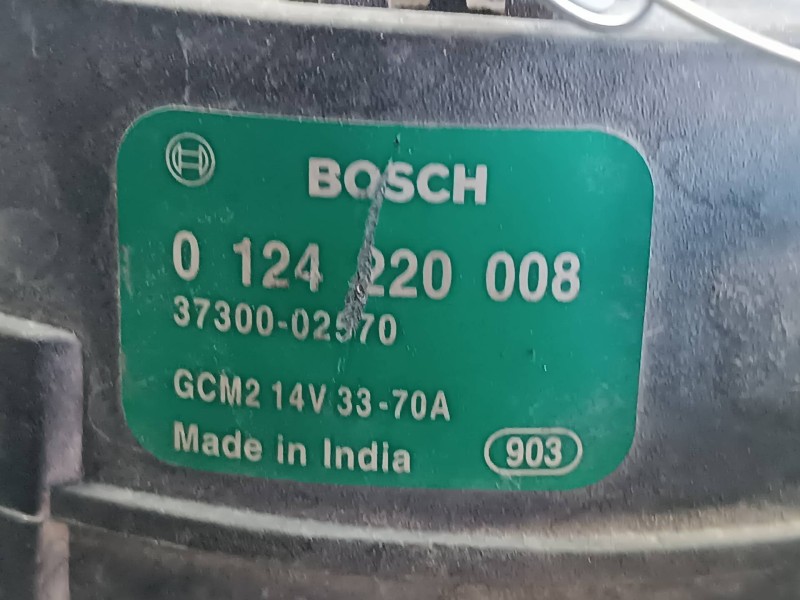 BOSCH
0 124 220 008
37300-02570
GCM2 14V 33-70A
Made in India 903